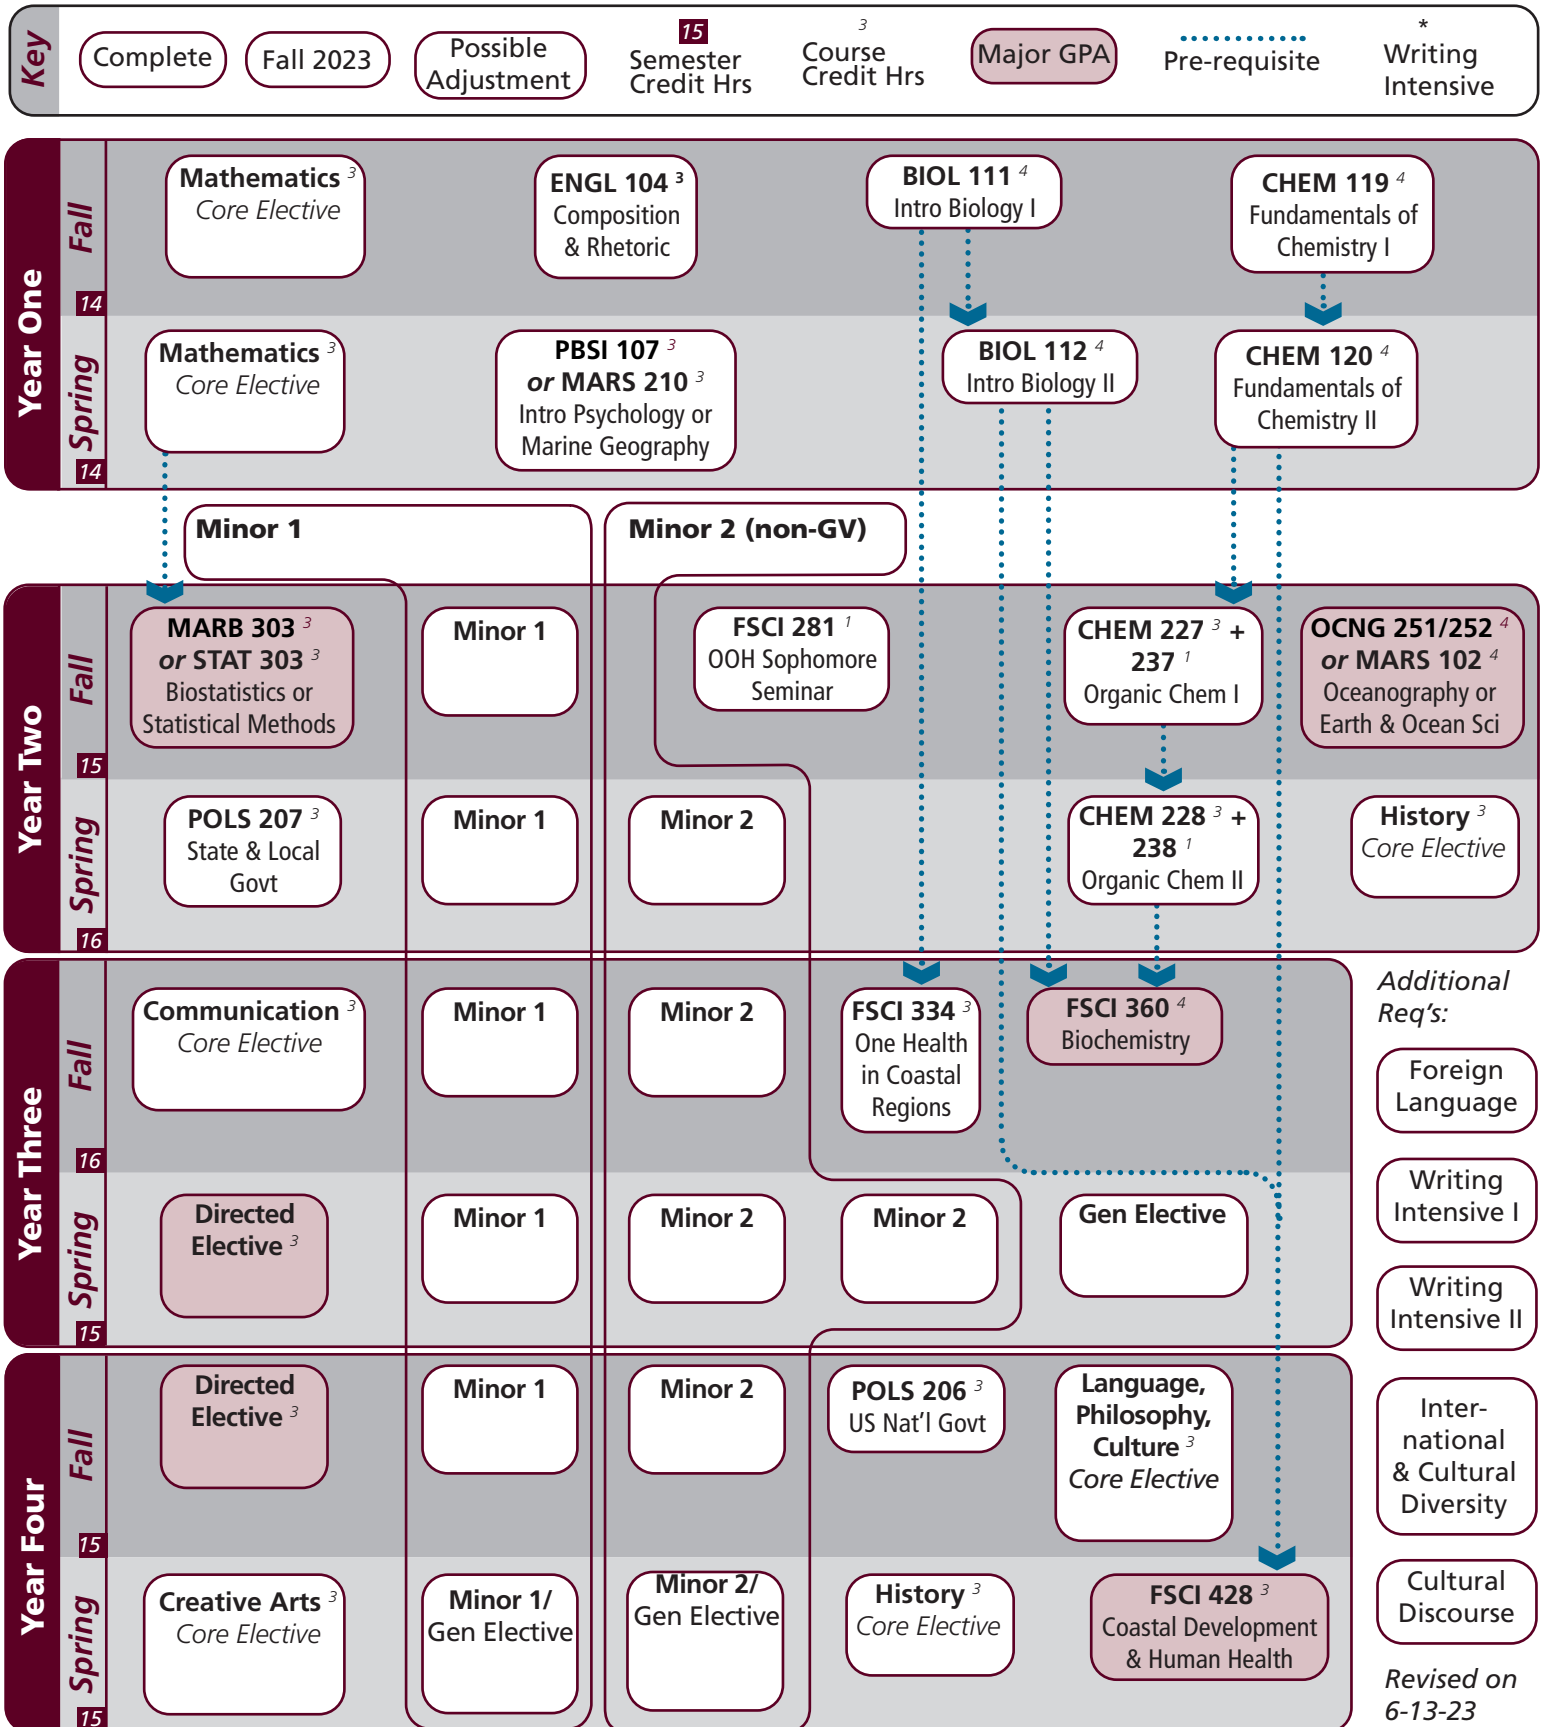 Key
Complete
Fall 2023
Possible
Adjustment
15
Semester
Credit Hrs
3
Course
Credit Hrs
Major GPA
Pre-requisite
*
Writing
Intensive
Year One
Fall
14
Mathematics 3
Core Elective
ENGL 104 3
Composition
& Rhetoric
BIOL 111 4
Intro Biology I
CHEM 119 4
Fundamentals of
Chemistry I
Spring
14
Mathematics 3
Core Elective
PBSI 107 3
or MARS 210 3
Intro Psychology or
Marine Geography
BIOL 112 4
Intro Biology II
CHEM 120 4
Fundamentals of
Chemistry II
Minor 1
Minor 2 (non-GV)
Year Two
Fall
15
MARB 303 3
or STAT 303 3
Biostatistics or
Statistical Methods
Minor 1
FSCI 281 1
OOH Sophomore
Seminar
CHEM 227 3 +
237 1
Organic Chem I
OCNG 251/252 4
or MARS 102 4
Oceanography or
Earth & Ocean Sci
Spring
16
POLS 207 3
State & Local
Govt
Minor 1
Minor 2
CHEM 228 3 +
238 1
Organic Chem II
History 3
Core Elective
Year Three
Fall
16
Communication 3
Core Elective
Minor 1
Minor 2
FSCI 334 3
One Health
in Coastal
Regions
FSCI 360 4
Biochemistry
Spring
15
Directed
Elective 3
Minor 1
Minor 2
Minor 2
Gen Elective
Year Four
Fall
15
Directed
Elective 3
Minor 1
Minor 2
POLS 206 3
US Nat'l Govt
Language,
Philosophy,
Culture 3
Core Elective
Spring
15
Creative Arts 3
Core Elective
Minor 1/
Gen Elective
Minor 2/
Gen Elective
History 3
Core Elective
FSCI 428 3
Coastal Development
& Human Health
Additional
Req's:
Foreign
Language
Writing
Intensive I
Writing
Intensive II
Inter-
national
& Cultural
Diversity
Cultural
Discourse
Revised on
6-13-23